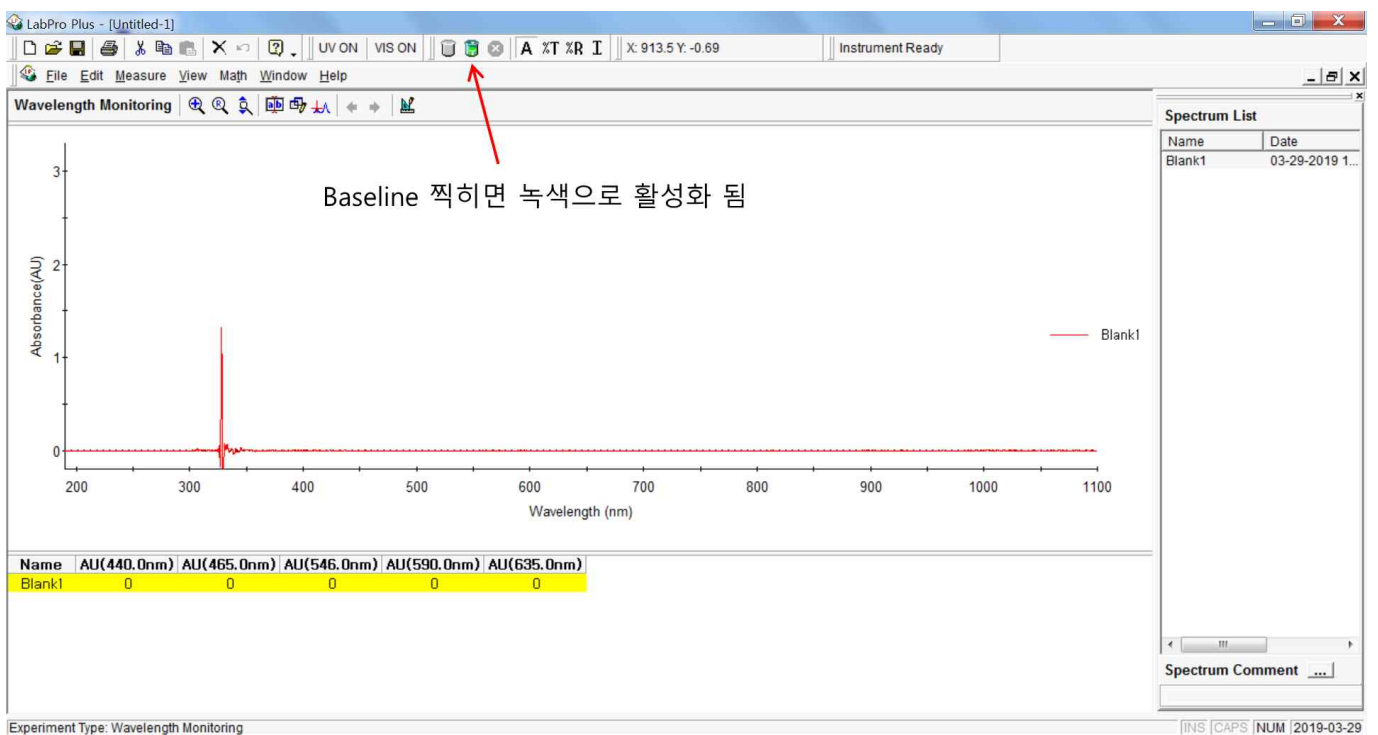 LabPro Plus - [Untitled-1]
UV ON VIS ON A %T %R I X: 913.5 Y: -0.69 Instrument Ready
File Edit Measure View Math Window Help
Wavelength Monitoring
Spectrum List
Name Date
Blank1 03-29-2019 1...
Baseline 찍히면 녹색으로 활성화 됨
3
2
1
0
Absorbance(AU)
Blank1
200 300 400 500 600 700 800 900 1000 1100
Wavelength (nm)
Name AU(440.0nm) AU(465.0nm) AU(546.0nm) AU(590.0nm) AU(635.0nm)
Blank1 0 0 0 0 0
Spectrum Comment ...
Experiment Type: Wavelength Monitoring INS CAPS NUM 2019-03-29